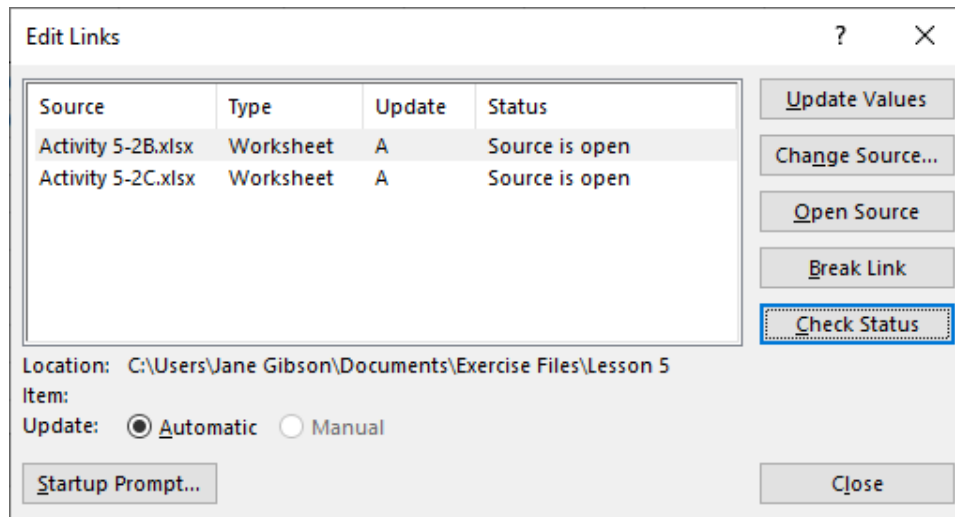 Edit Links
?
Source Type Update Status
Activity 5-2B.xlsx Worksheet A Source is open
Activity 5-2C.xlsx Worksheet A Source is open
Update Values
Change Source...
Open Source
Break Link
Check Status
Location: C:\Users\Jane Gibson\Documents\Exercise Files\Lesson 5
Item:
Update: Automatic Manual
Startup Prompt...
Close